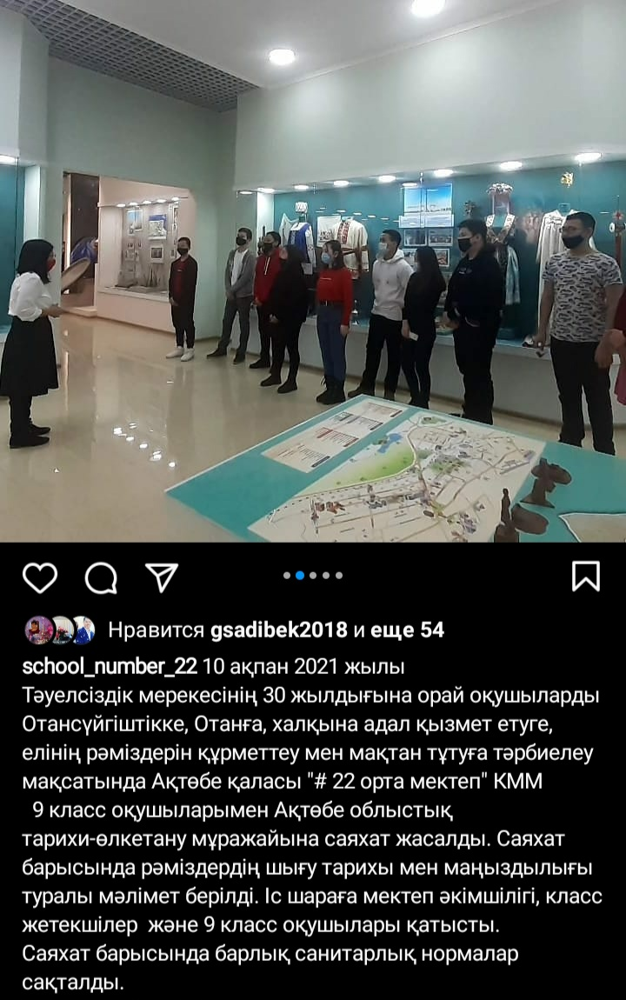 Нравится gsadibek2018 и еще 54
school_number_22 10 ақпан 2021 жылы
Тәуелсіздік мерекесінің 30 жылдығына орай оқушыларды
Отансүйгіштікке, Отанға, халқына адал қызмет етуге,
елінің рәміздерін құрметтеу мен мақтан тұтуға тәрбиелеу
мақсатында Ақтөбе қаласы "# 22 орта мектеп" КММ
9 класс оқушыларымен Ақтөбе облыстық
тарихи-өлкетану мұражайына саяхат жасалды. Саяхат
барысында рәміздердің шығу тарихы мен маңыздылығы
туралы мәлімет берілді. Іс шараға мектеп әкімшілігі, класс
жетекшілер және 9 класс оқушылары қатысты.
Саяхат барысында барлық санитарлық нормалар
сақталды.